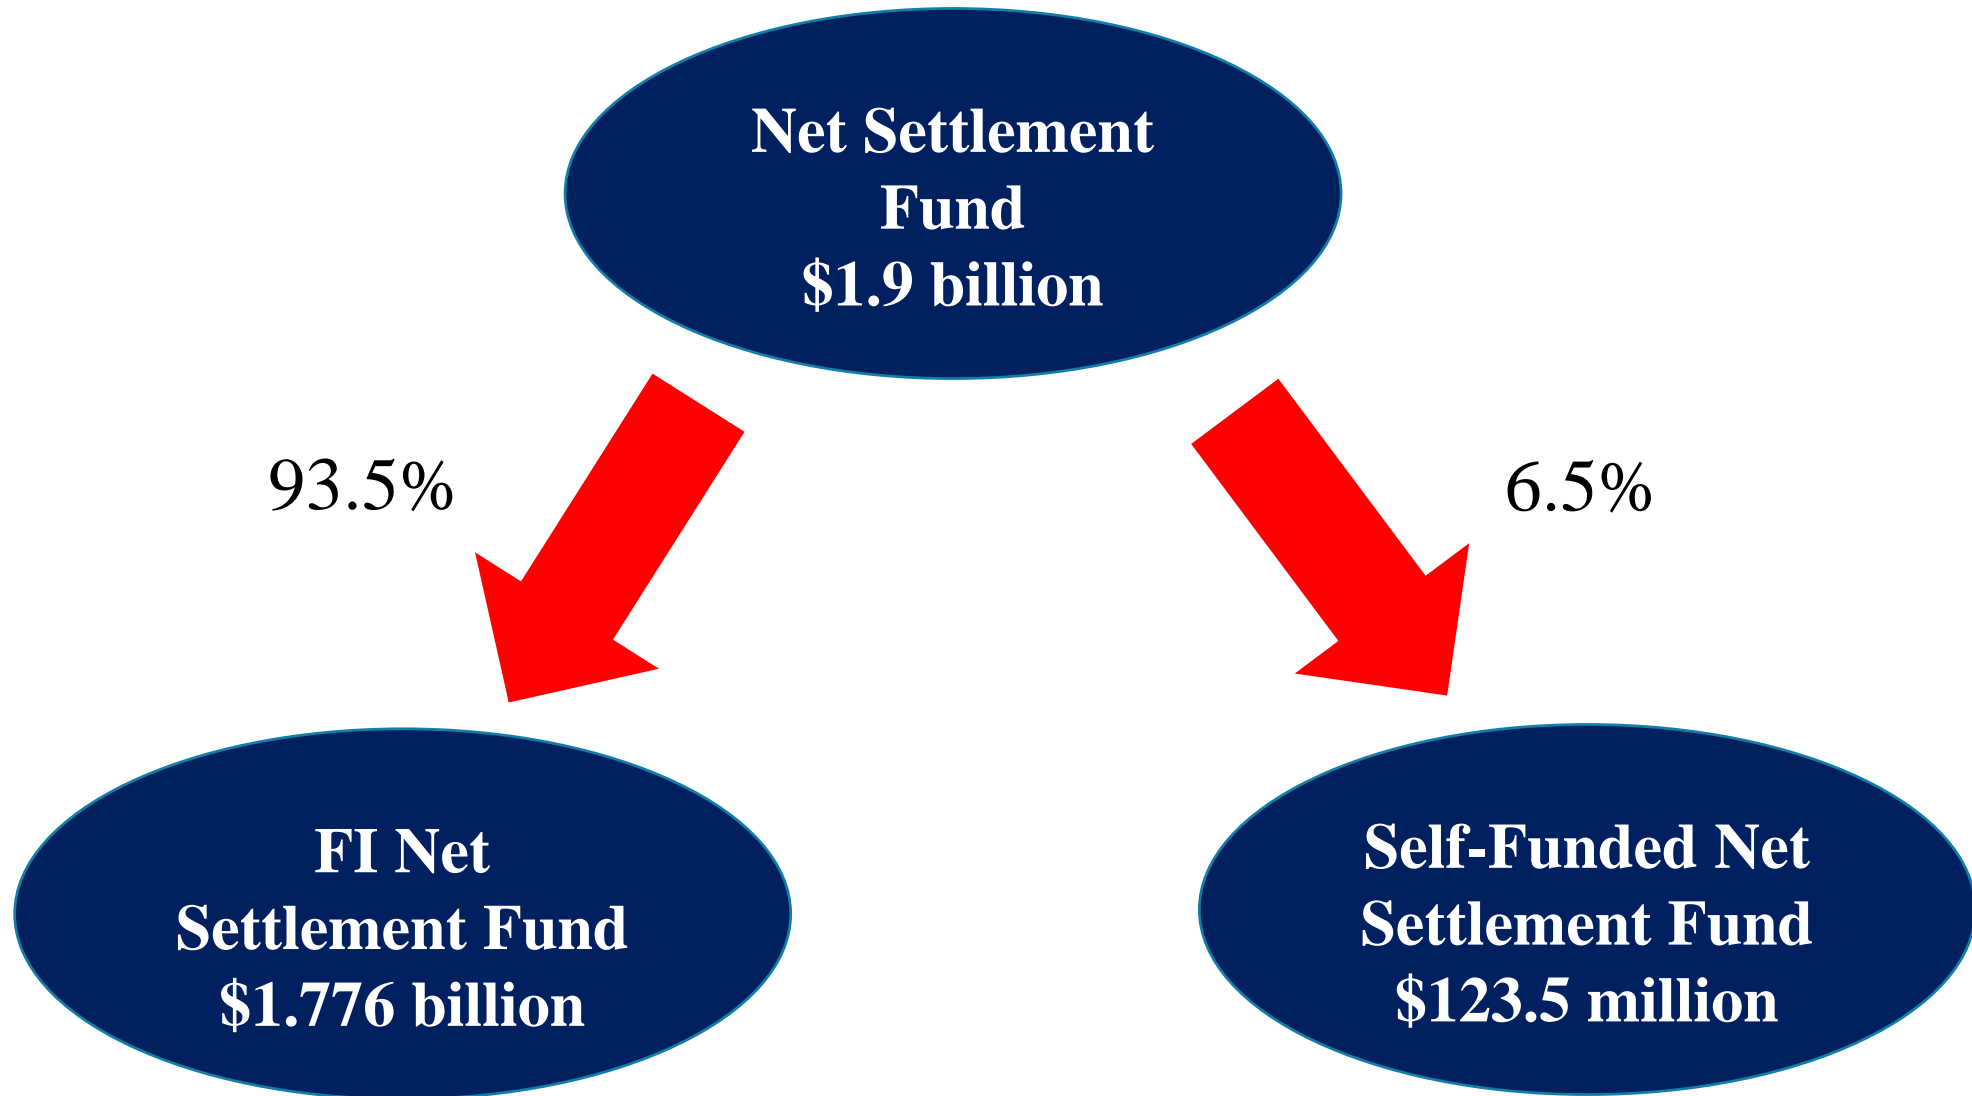 Net Settlement
Fund
$1.9 billion
93.5%
6.5%
FI Net
Settlement Fund
$1.776 billion
Self-Funded Net
Settlement Fund
$123.5 million